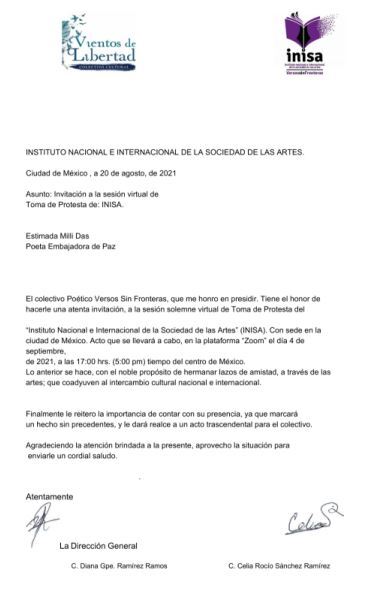 Vientos de
Libertad
COLECTIVO CULTURAL
inisa
INSTITUTO NACIONAL E INTERNACIONAL DE LA SOCIEDAD DE LAS ARTES.
Ciudad de México , a 20 de agosto, de 2021
Asunto: Invitación a la sesión virtual de
Toma de Protesta de: INISA.
Estimada Milli Das
Poeta Embajadora de Paz
El colectivo Poético Versos Sin Fronteras, que me honro en presidir. Tiene el honor de
hacerle una atenta invitación, a la sesión solemne virtual de Toma de Protesta del
“Instituto Nacional e Internacional de la Sociedad de las Artes” (INISA). Con sede en la
ciudad de México. Acto que se llevará a cabo, en la plataforma “Zoom” el día 4 de
septiembre,
de 2021, a las 17:00 hrs. (5:00 pm) tiempo del centro de México.
Lo anterior se hace, con el noble propósito de hermanar lazos de amistad, a través de las
artes; que coadyuven al intercambio cultural nacional e internacional.
Finalmente le reitero la importancia de contar con su presencia, ya que marcará
un hecho sin precedentes, y le dará realce a un acto trascendental para el colectivo.
Agradeciendo la atención brindada a la presente, aprovecho la situación para
enviarle un cordial saludo.
Atentamente
Celia
La Dirección General
C. Diana Gpe. Ramírez Ramos
C. Celia Rocío Sánchez Ramírez